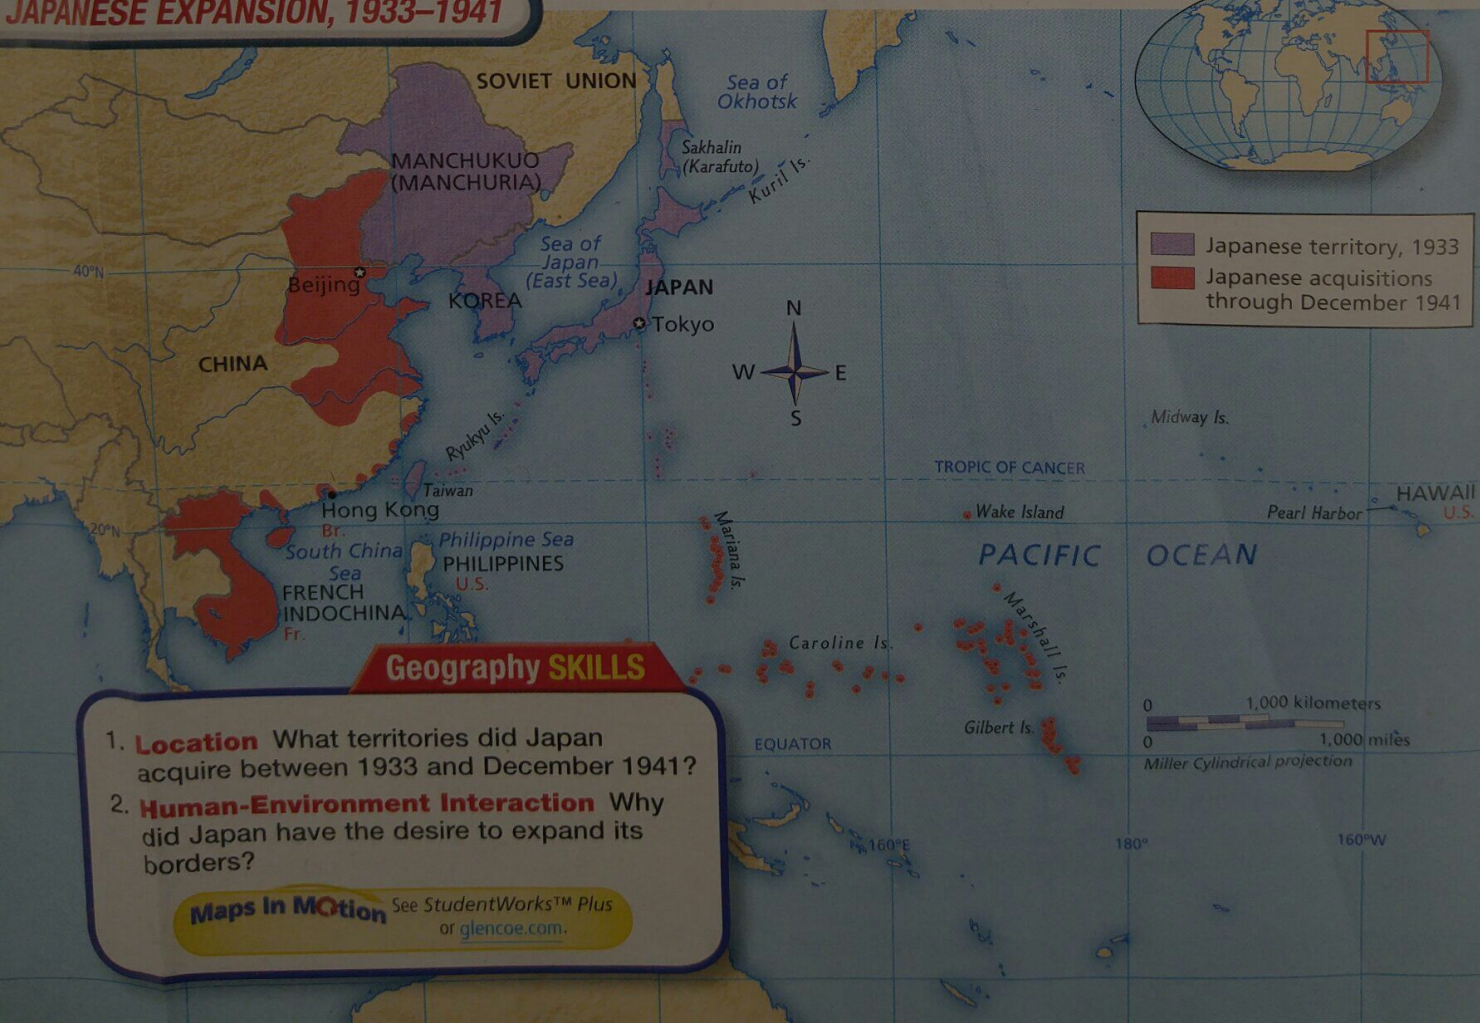 JAPANESE EXPANSION, 1933–1941
SOVIET UNION
Sea of
Okhotsk
Sakhalin
(Karafuto)
Kuril Is.
MANCHUKUO
(MANCHURIA)
Sea of
Japan
(East Sea)
40°N
Beijing
KOREA
JAPAN
Tokyo
CHINA
N
W
E
S
Japanese territory, 1933
Japanese acquisitions
through December 1941
Ryukyu Is.
Midway Is.
TROPIC OF CANCER
Taiwan
HAWAII
U.S.
Pearl Harbor
Wake Island
Hong Kong
Br.
20°N
South China
Sea
Philippine Sea
PHILIPPINES
U.S.
Mariana Is.
PACIFIC OCEAN
FRENCH
INDOCHINA
Fr.
Marshall Is.
Caroline Is.
Gilbert Is.
EQUATOR
0 1,000 kilometers
0 1,000 miles
Miller Cylindrical projection
160°E
180°
160°W
Geography SKILLS
1. Location What territories did Japan
acquire between 1933 and December 1941?
2. Human-Environment Interaction Why
did Japan have the desire to expand its
borders?
Maps In MOtion See StudentWorks™ Plus
or glencoe.com.